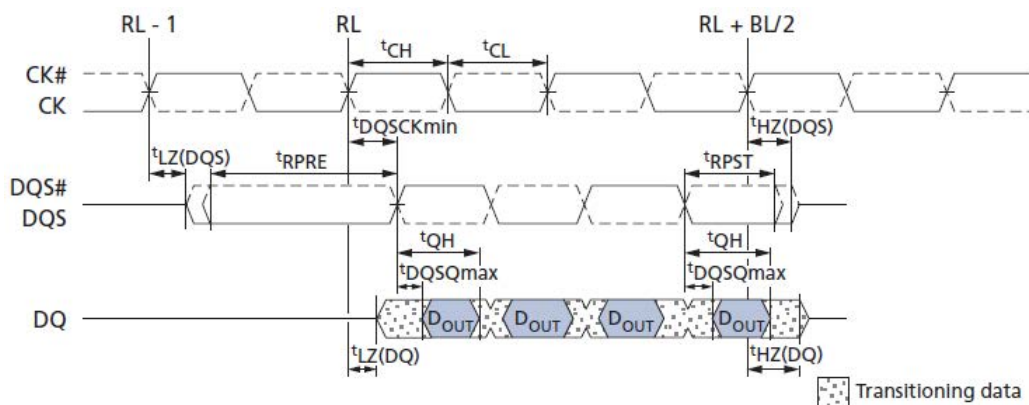 RL - 1 RL RL + BL/2
tCH tCL
CK#
CK
tDQSCKmin tHZ(DQS)
tLZ(DQS) tRPRE tRPST
DQS#
DQS
tQH tQH
tDQSQmax tDQSQmax
DQ DOUT DOUT DOUT DOUT
tLZ(DQ) tHZ(DQ)
Transitioning data